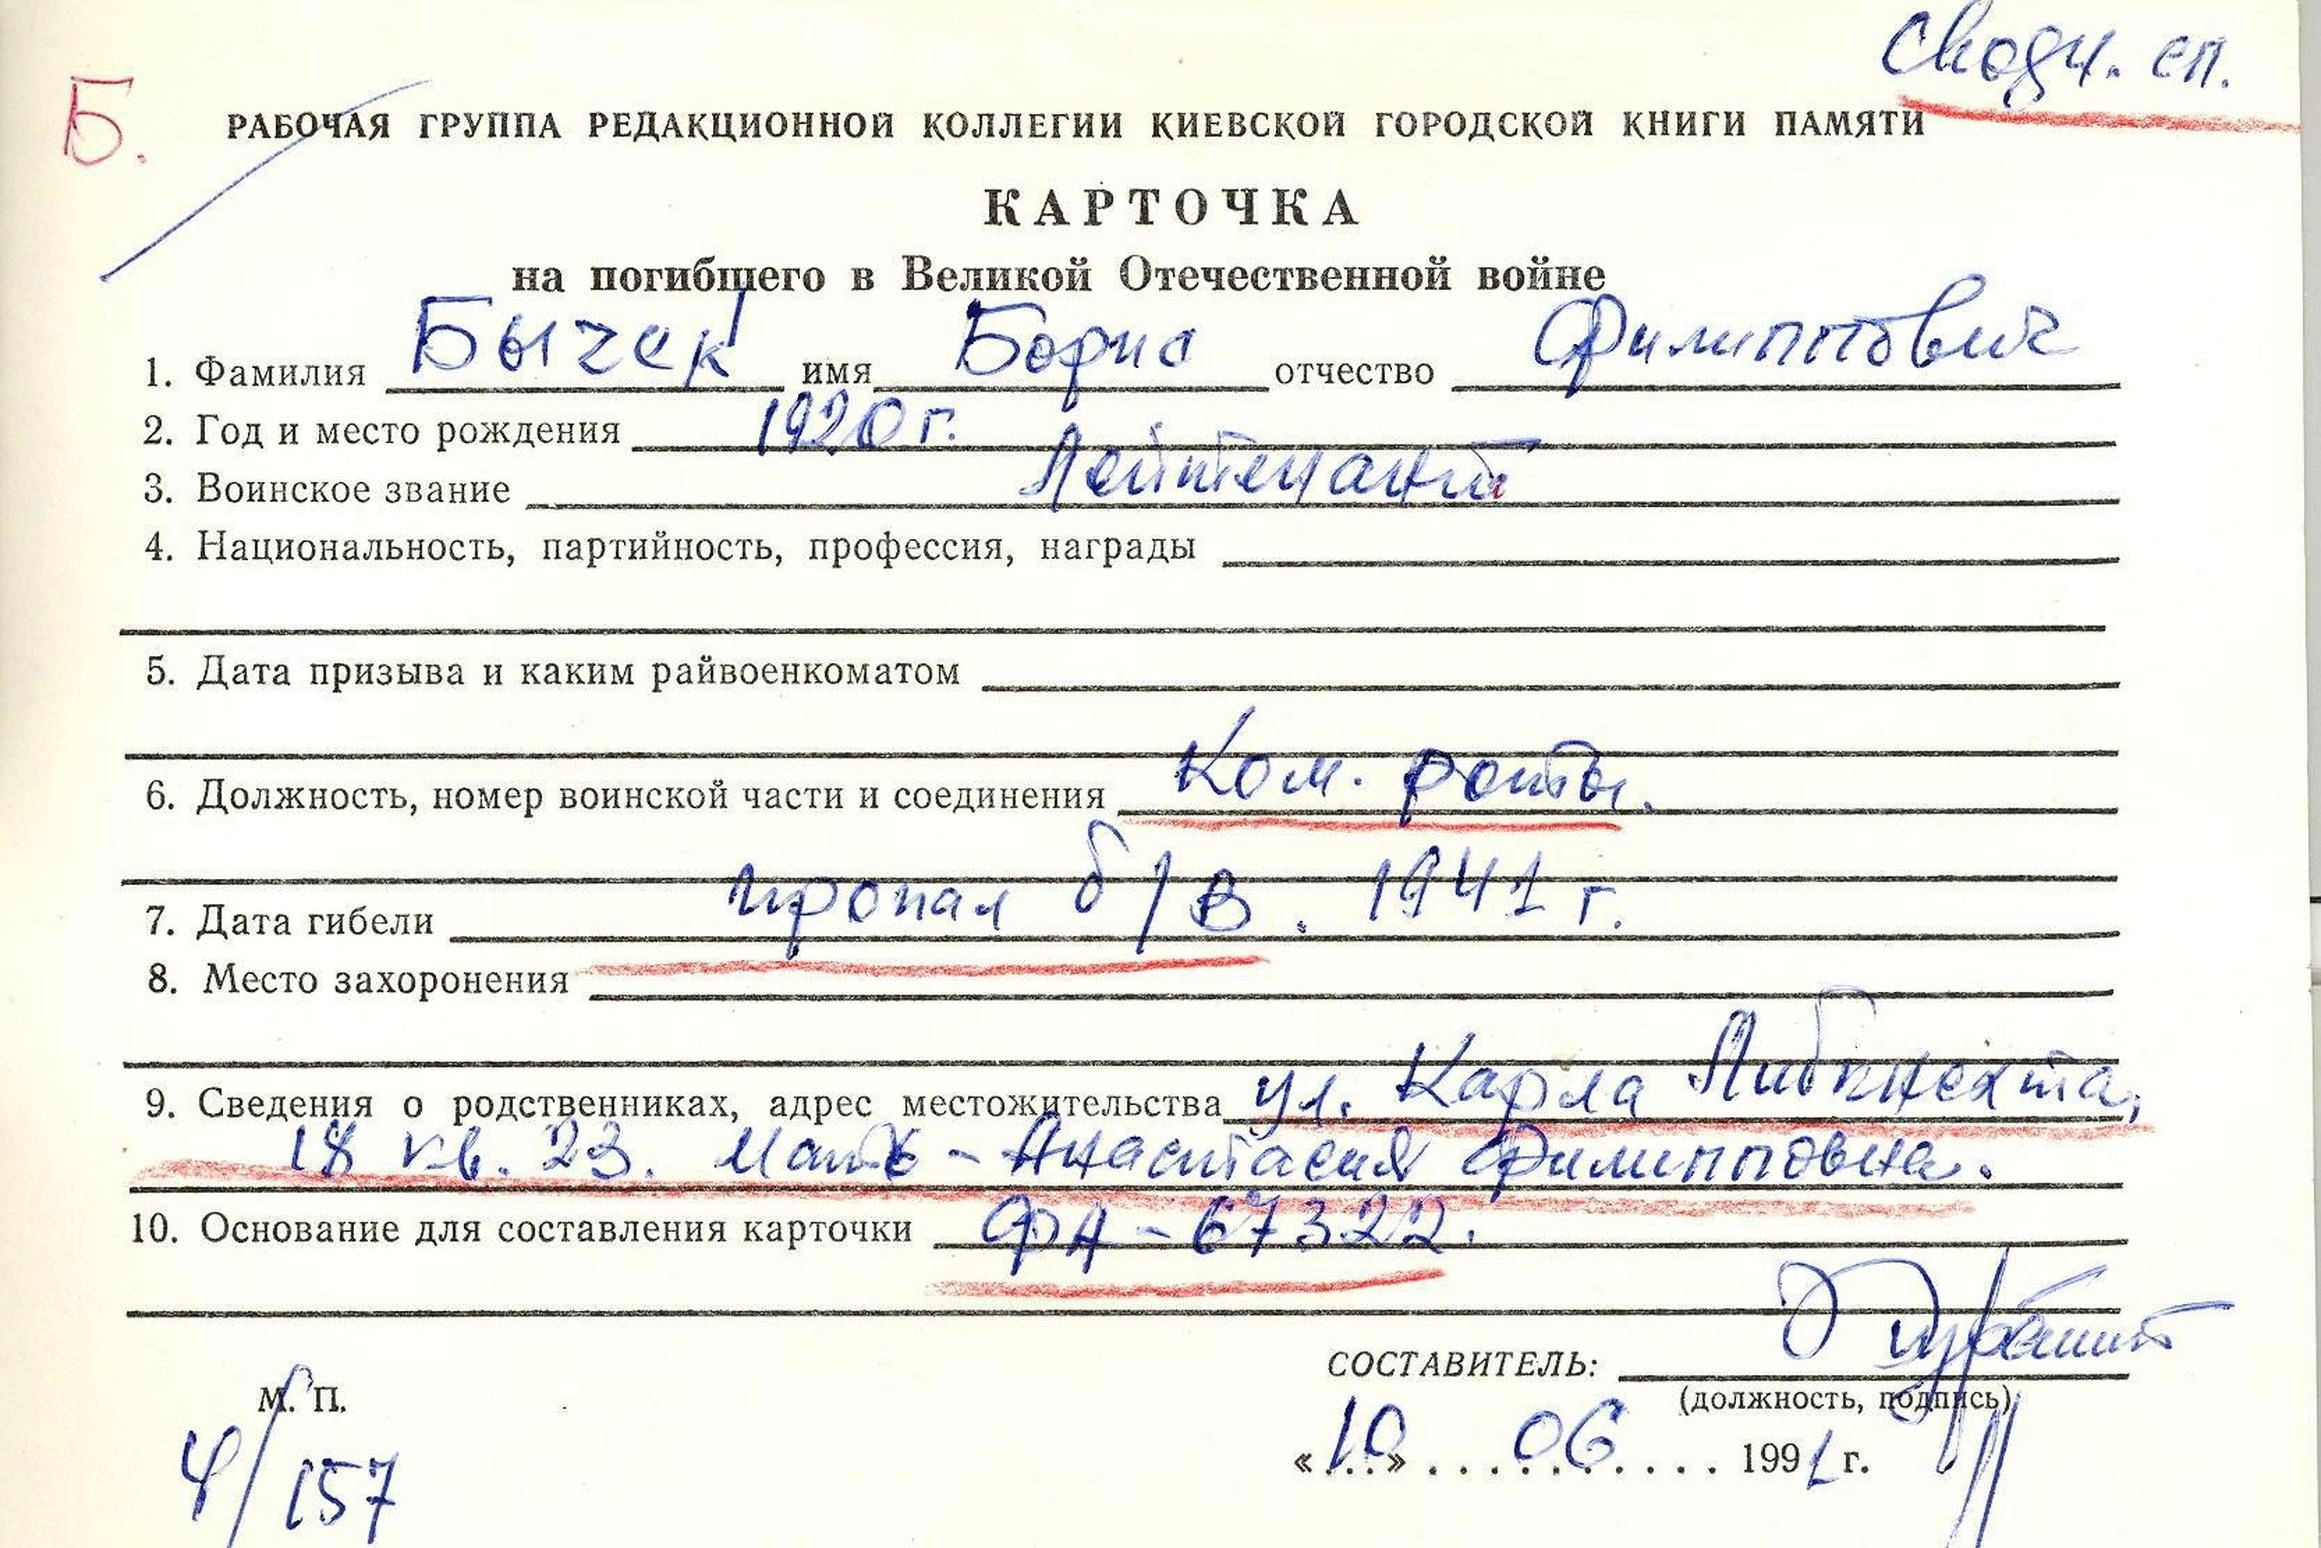 Сводн. сп.
Б.
РАБОЧАЯ ГРУППА РЕДАКЦИОННОЙ КОЛЛЕГИИ КИЕВСКОЙ ГОРОДСКОЙ КНИГИ ПАМЯТИ
КАРТОЧКА
на погибшего в Великой Отечественной войне
1. Фамилия Бычек имя Борис отчество Филиппович
2. Год и место рождения 1920 г.
3. Воинское звание Лейтенант
4. Национальность, партийность, профессия, награды
5. Дата призыва и каким райвоенкоматом
6. Должность, номер воинской части и соединения Ком. роты.
7. Дата гибели пропал б/в. 1941 г.
8. Место захоронения
9. Сведения о родственниках, адрес местожительства ул. Карла Либкнехта,
18 кв. 23. Мать - Анастасия Филипповна.
10. Основание для составления карточки ФА - 67322.
СОСТАВИТЕЛЬ:
(должность, подпись)
М. П.
«10» 06 1991 г.
4/157